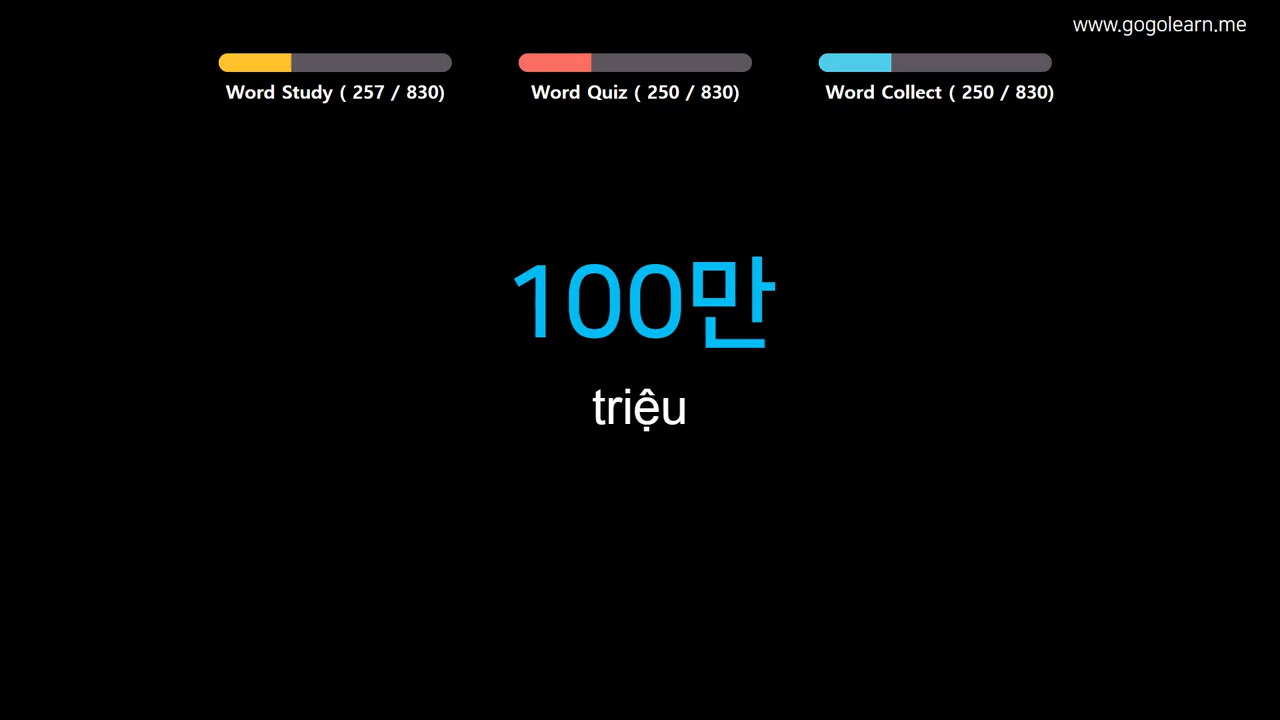 www.gogolearn.me
Word Study ( 257 / 830)
Word Quiz ( 250 / 830)
Word Collect ( 250 / 830)
100만
triệu